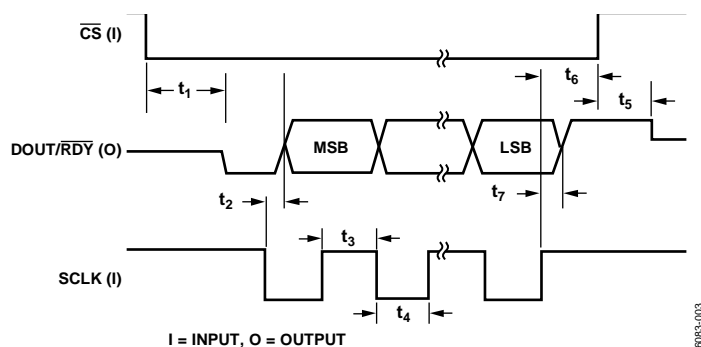 CS (I)
t1
t6
t5
DOUT/RDY (O)
MSB
LSB
t2
t7
t3
SCLK (I)
t4
I = INPUT, O = OUTPUT
6083-003